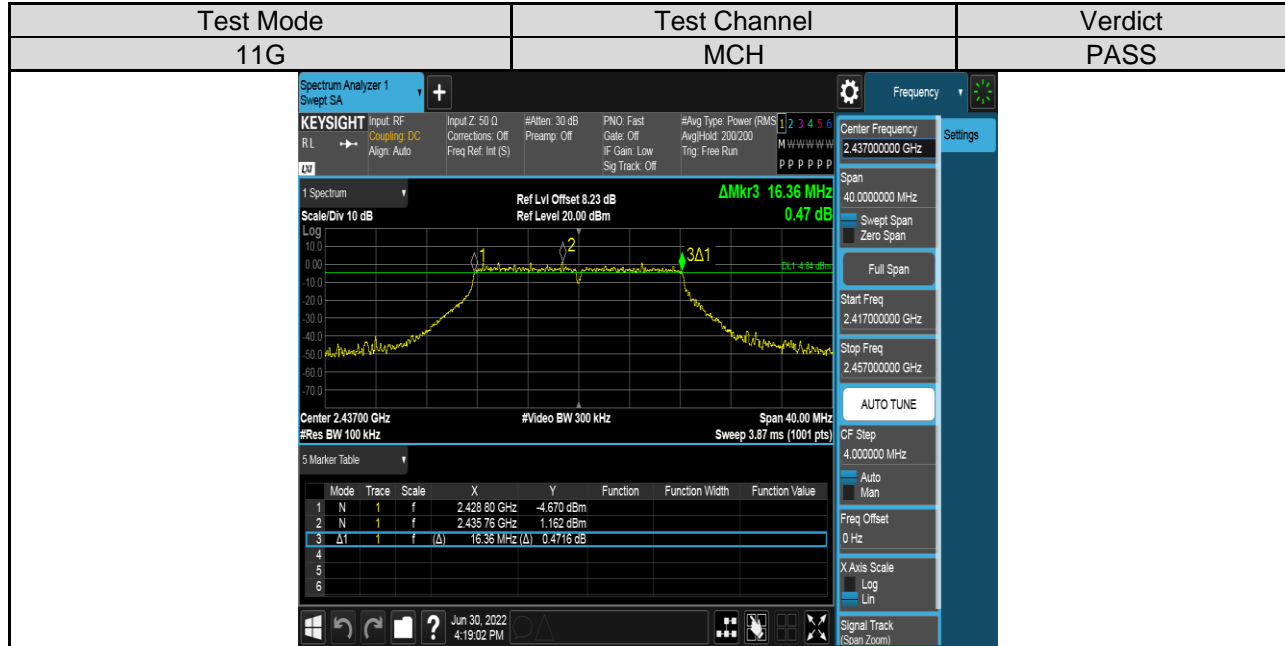 Test Mode Test Channel Verdict
11G MCH PASS
Spectrum Analyzer 1
Swept SA
+
Frequency
KEYSIGHT Input: RF Input Z: 50 Ω #Atten: 30 dB PNO: Fast #Avg Type: Power (RMS 1 2 3 4 5 6
RL Coupling: DC Corrections: Off Preamp: Off Gate: Off Avg|Hold: 200/200 M W W W W W
Align: Auto Freq Ref: Int (S) IF Gain: Low Trig: Free Run
LXI Sig Track: Off P P P P P P
1 Spectrum Ref Lvl Offset 8.23 dB ΔMkr3 16.36 MHz
Scale/Div 10 dB Ref Level 20.00 dBm 0.47 dB
Log
10.0
0.00
-10.0
-20.0
-30.0
-40.0
-50.0
-60.0
-70.0
1 2 3Δ1
DL1 -4.84 dBm
Center 2.43700 GHz #Video BW 300 kHz Span 40.00 MHz
#Res BW 100 kHz Sweep 3.87 ms (1001 pts)
5 Marker Table
Mode Trace Scale X Y Function Function Width Function Value
1 N 1 f 2.428 80 GHz -4.670 dBm
2 N 1 f 2.435 76 GHz 1.162 dBm
3 Δ1 1 f (Δ) 16.36 MHz (Δ) 0.4716 dB
4
5
6
? Jun 30, 2022
4:19:02 PM
Center Frequency
2.437000000 GHz
Settings
Span
40.0000000 MHz
Swept Span
Zero Span
Full Span
Start Freq
2.417000000 GHz
Stop Freq
2.457000000 GHz
AUTO TUNE
CF Step
4.000000 MHz
Auto
Man
Freq Offset
0 Hz
X Axis Scale
Log
Lin
Signal Track
(Span Zoom)